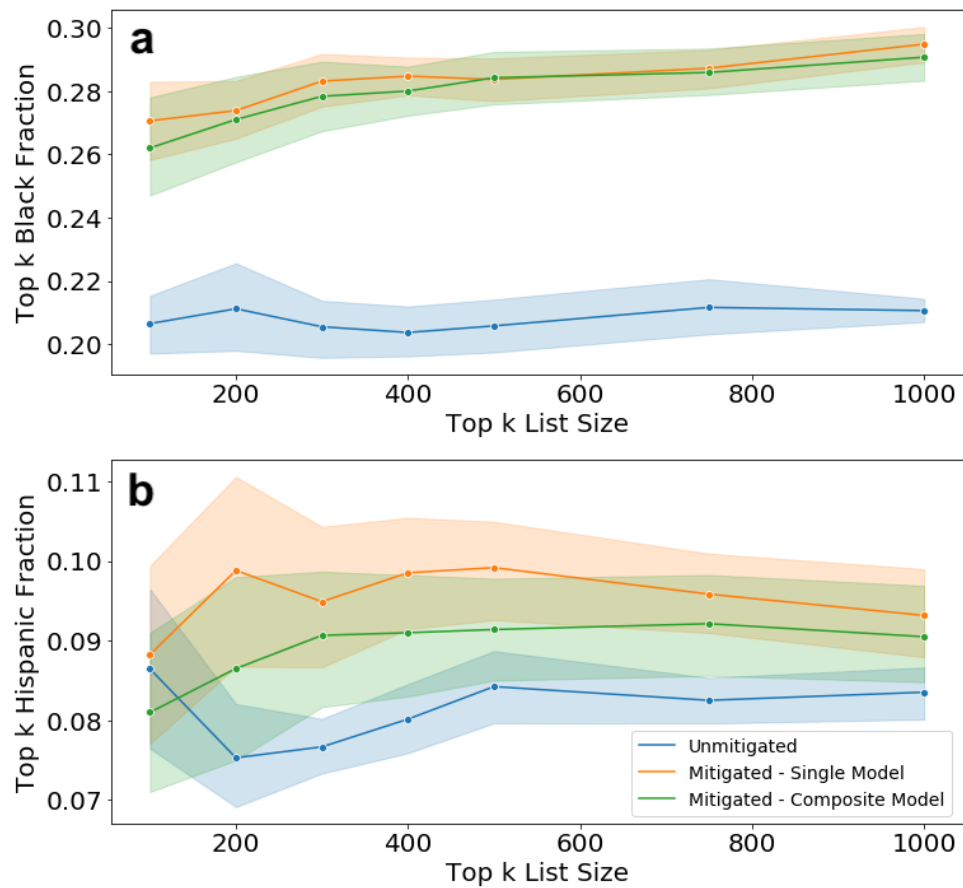 a
Top k Black Fraction
0.30
0.28
0.26
0.24
0.22
0.20
200 400 600 800 1000
Top k List Size
b
Top k Hispanic Fraction
0.11
0.10
0.09
0.08
0.07
Unmitigated
Mitigated - Single Model
Mitigated - Composite Model
200 400 600 800 1000
Top k List Size